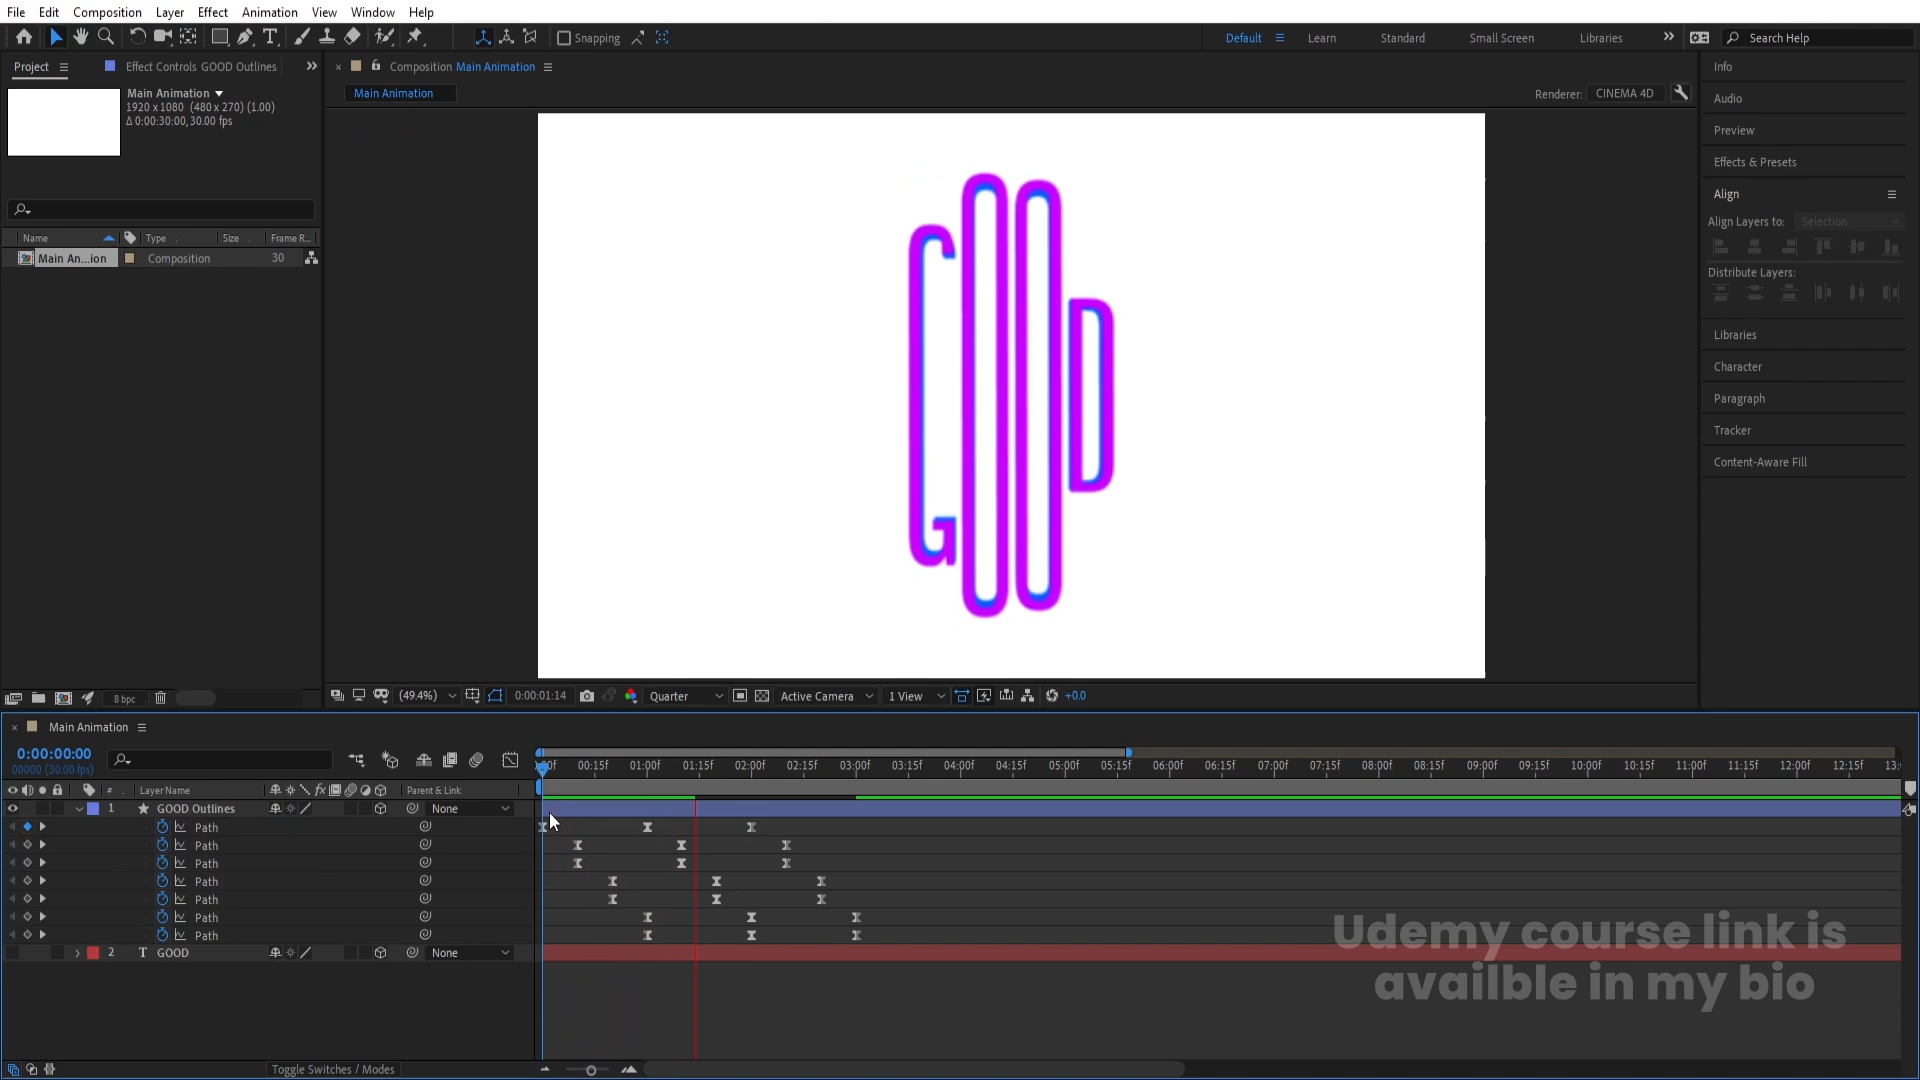 File Edit Composition Layer Effect Animation View Window Help
Snapping
Default Learn Standard Small Screen Libraries
Search Help
Project Effect Controls GOOD Outlines
Composition Main Animation
Main Animation
Renderer: CINEMA 4D
Main Animation
1920 x 1080 (480 x 270) (1.00)
Δ 0:00:30:00, 30.00 fps
Name Type Size Frame R...
Main An...ion Composition 30
GOOD
Info
Audio
Preview
Effects & Presets
Align
Align Layers to: Selection
Distribute Layers:
Libraries
Character
Paragraph
Tracker
Content-Aware Fill
8 bpc
(49.4%) 0:00:01:14 Quarter Active Camera 1 View +0.0
Main Animation
0:00:00:00
00000 (30.00 fps)
00:15f 01:00f 01:15f 02:00f 02:15f 03:00f 03:15f 04:00f 04:15f 05:00f 05:15f 06:00f 06:15f 07:00f 07:15f 08:00f 08:15f 09:00f 09:15f 10:00f 10:15f 11:00f 11:15f 12:00f 12:15f
# Layer Name fx Parent & Link
1 GOOD Outlines None
Path
Path
Path
Path
Path
Path
Path
2 T GOOD None
Udemy course link is
availble in my bio
Toggle Switches / Modes